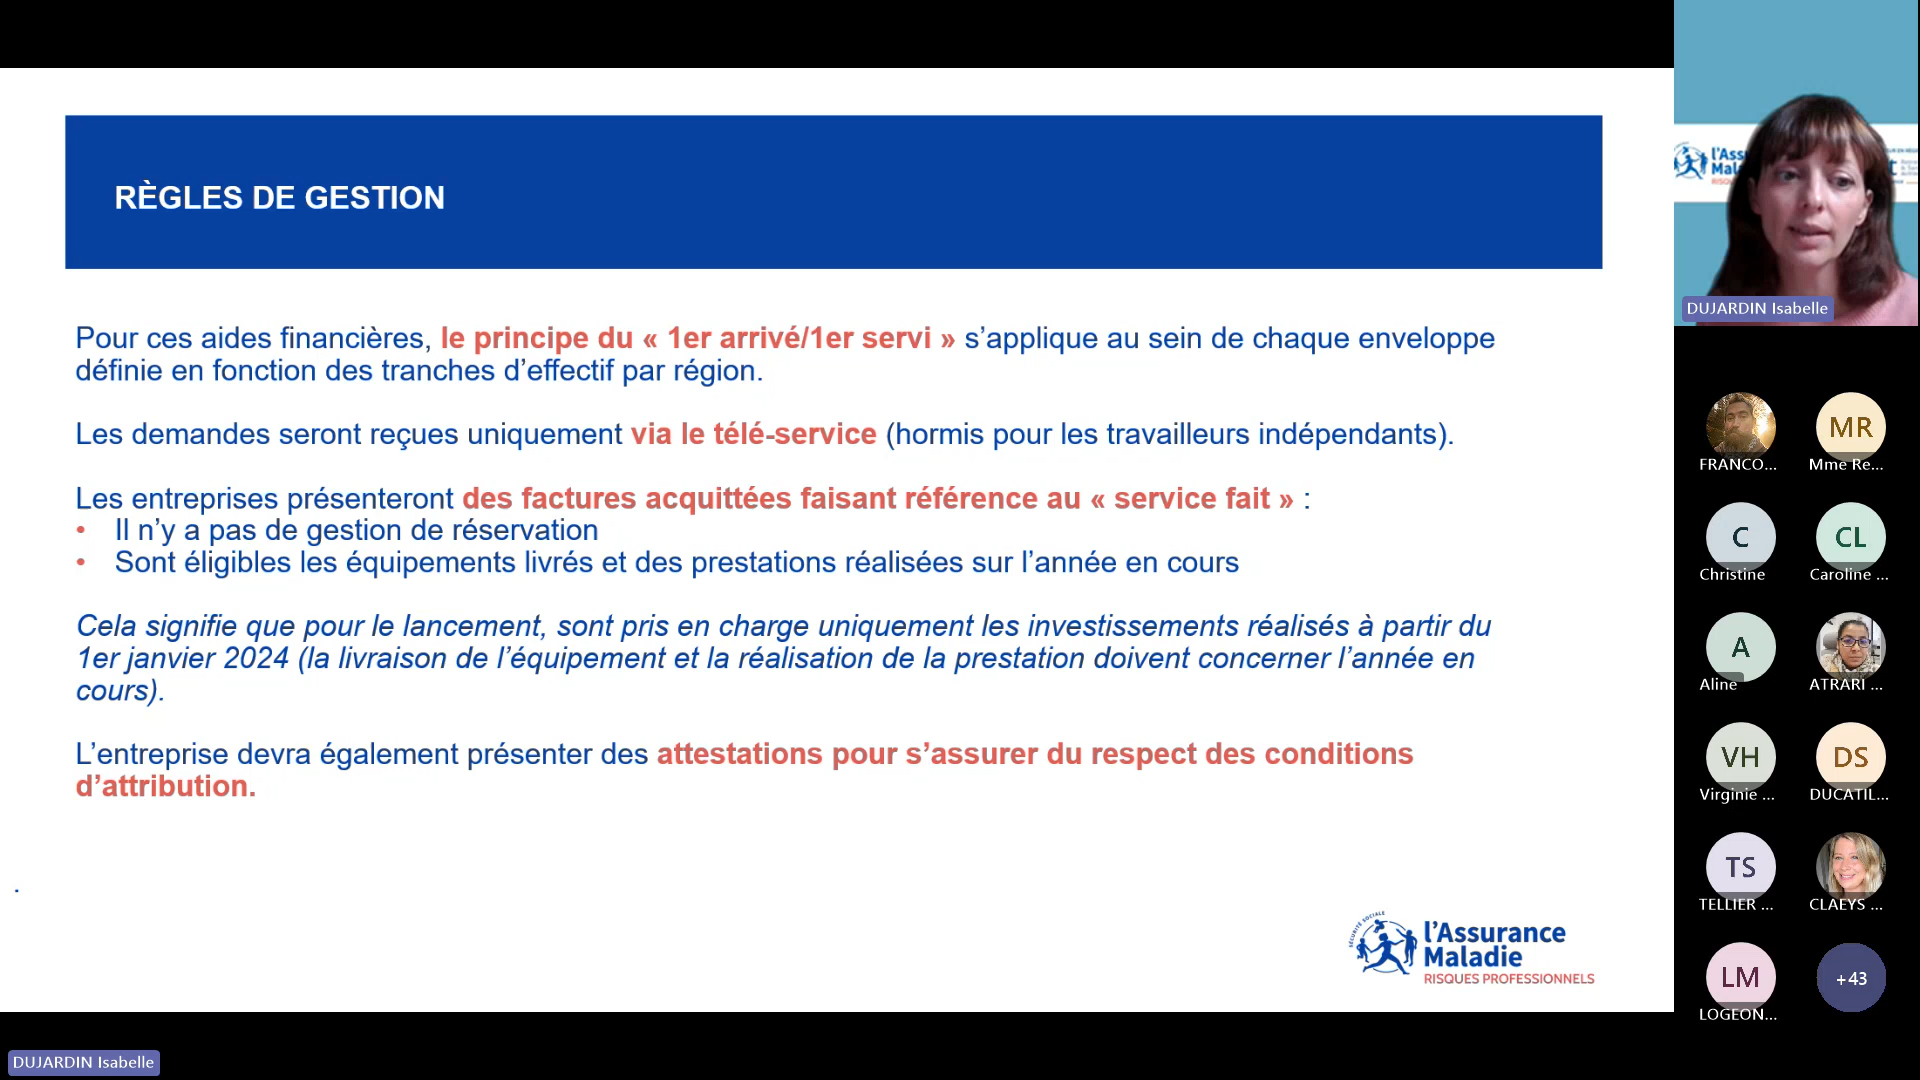 RÈGLES DE GESTION
Pour ces aides financières, le principe du « 1er arrivé/1er servi » s’applique au sein de chaque enveloppe
définie en fonction des tranches d’effectif par région.
Les demandes seront reçues uniquement via le télé-service (hormis pour les travailleurs indépendants).
Les entreprises présenteront des factures acquittées faisant référence au « service fait » :
• Il n’y a pas de gestion de réservation
• Sont éligibles les équipements livrés et des prestations réalisées sur l’année en cours
Cela signifie que pour le lancement, sont pris en charge uniquement les investissements réalisés à partir du
1er janvier 2024 (la livraison de l’équipement et la réalisation de la prestation doivent concerner l’année en
cours).
L’entreprise devra également présenter des attestations pour s’assurer du respect des conditions
d’attribution.
.
SÉCURITÉ SOCIALE
l’Assurance
Maladie
RISQUES PROFESSIONNELS
DUJARDIN Isabelle
l’Ass
Mal
DUJARDIN Isabelle
FRANCO...
MR
Mme Re...
C
Christine
CL
Caroline ...
A
Aline
ATRARI ...
VH
Virginie ...
DS
DUCATIL...
TS
TELLIER ...
CLAEYS ...
LM
LOGEON...
+43